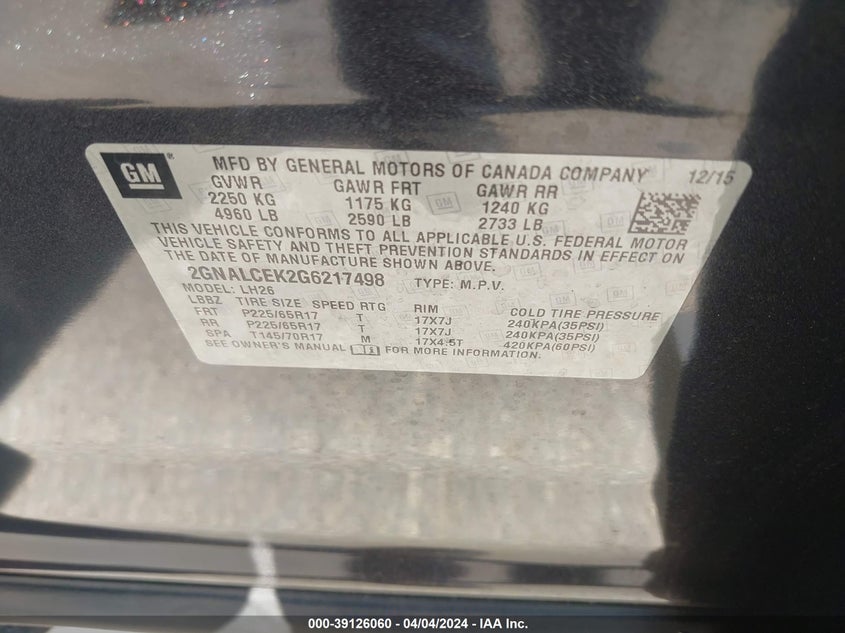 GM ® MFD BY GENERAL MOTORS OF CANADA COMPANY 12/15
GVWR GAWR FRT GAWR RR
2250 KG 1175 KG 1240 KG
4960 LB 2590 LB 2733 LB
THIS VEHICLE CONFORMS TO ALL APPLICABLE U.S. FEDERAL MOTOR
VEHICLE SAFETY AND THEFT PREVENTION STANDARDS IN EFFECT ON
THE DATE OF MANUFACTURE SHOWN ABOVE.
2GNALCEK2G6217498 TYPE: M.P.V.
MODEL: LH26
LBBZ TIRE SIZE SPEED RTG RIM COLD TIRE PRESSURE
FRT P225/65R17 T 17X7J 240KPA(35PSI)
RR P225/65R17 T 17X7J 240KPA(35PSI)
SPA T145/70R17 M 17X4.5T 420KPA(60PSI)
SEE OWNER'S MANUAL FOR MORE INFORMATION.
000-39126060 - 04/04/2024 - IAA Inc.